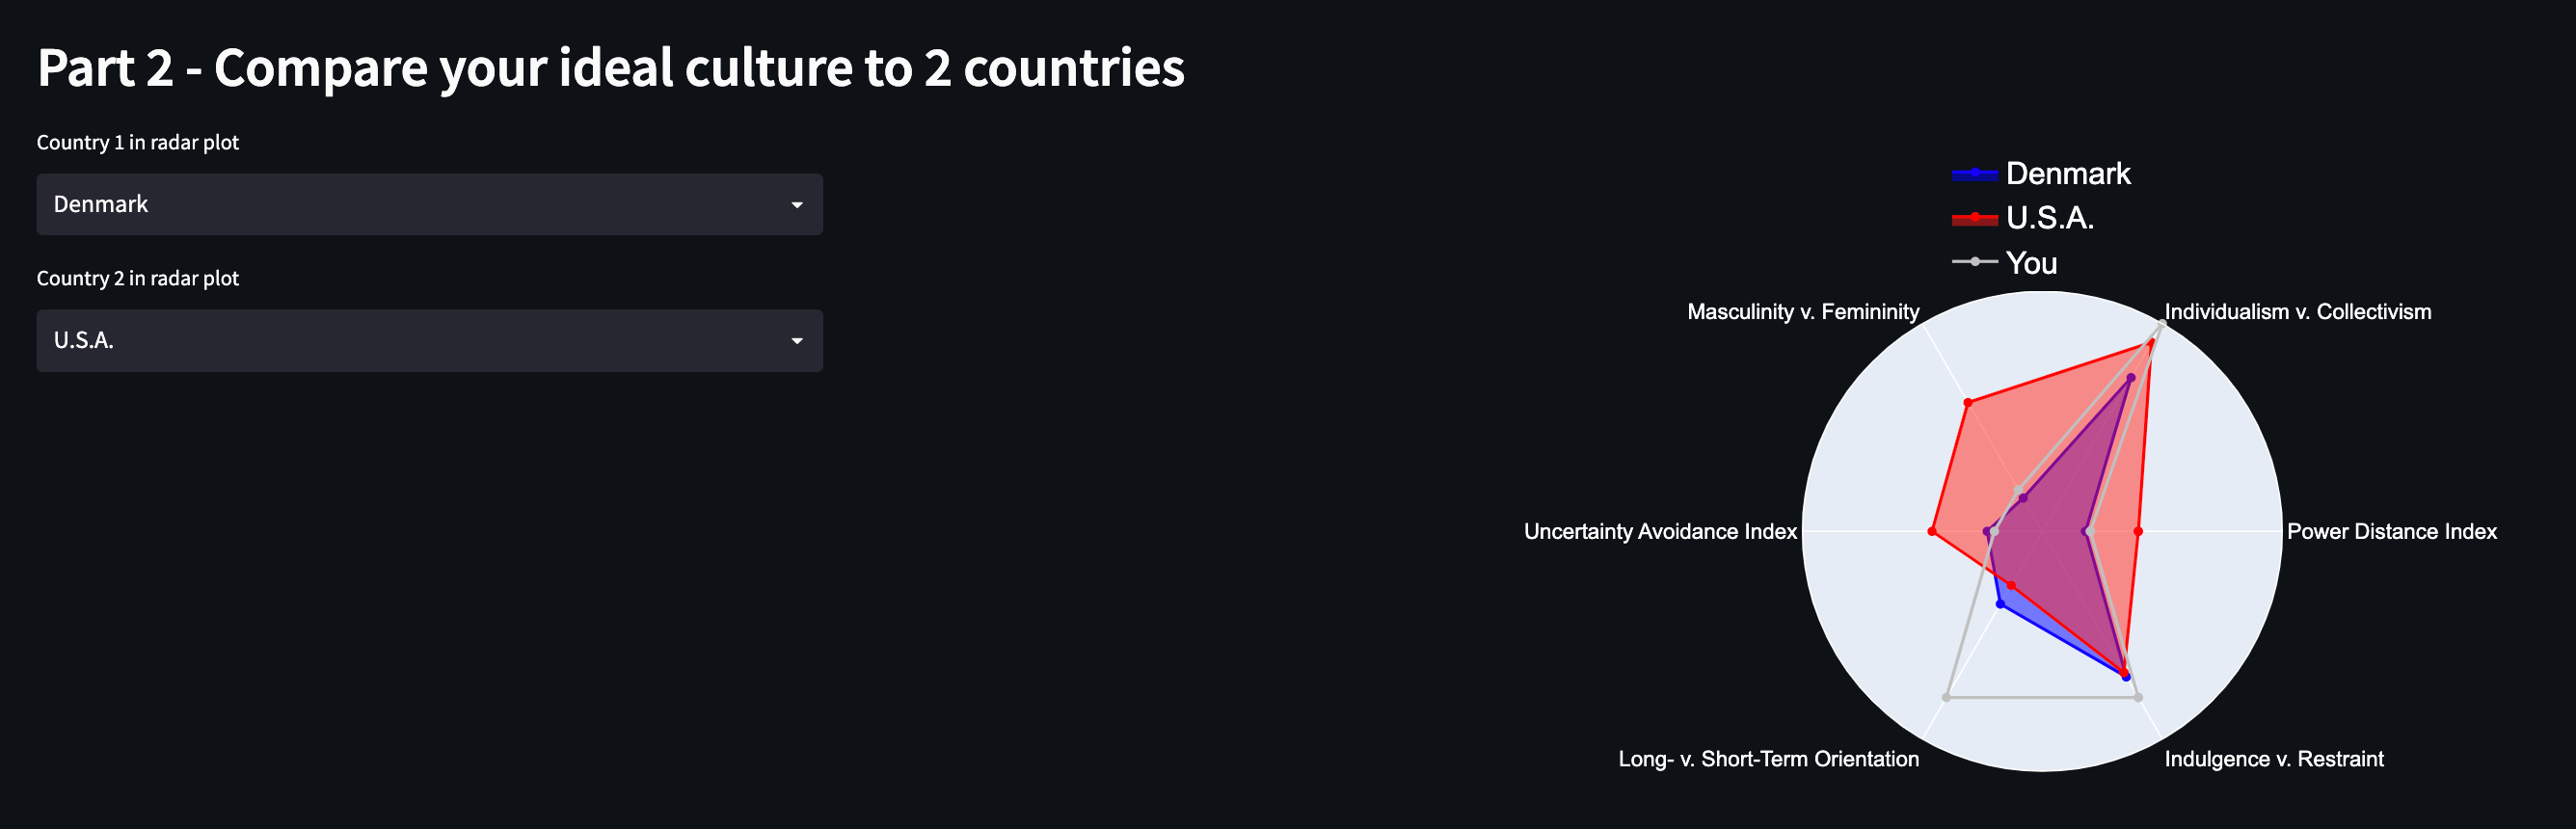 Part 2 - Compare your ideal culture to 2 countries
Country 1 in radar plot
Denmark
Country 2 in radar plot
U.S.A.
Denmark
U.S.A.
You
Masculinity v. Femininity
Individualism v. Collectivism
Uncertainty Avoidance Index
Power Distance Index
Long- v. Short-Term Orientation
Indulgence v. Restraint